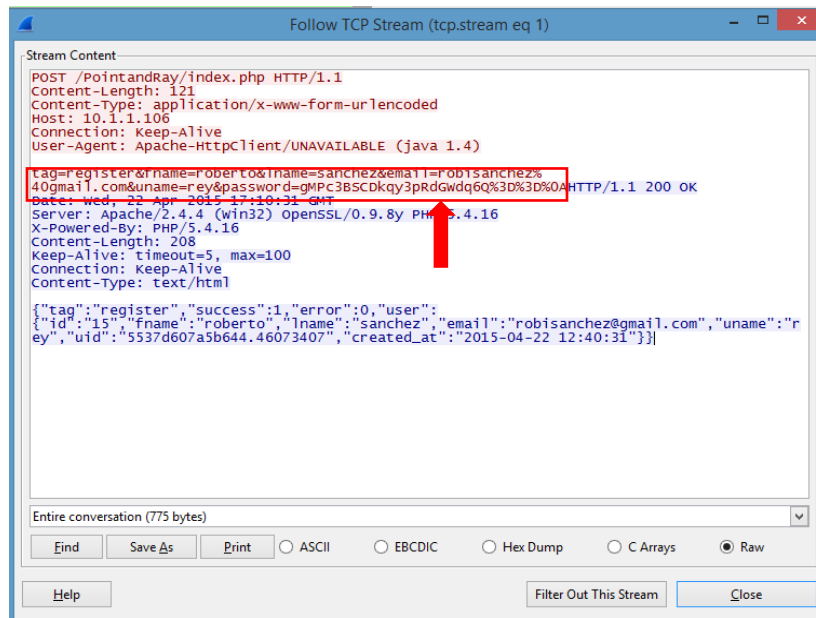 Follow TCP Stream (tcp.stream eq 1)
Stream Content
POST /PointandRay/index.php HTTP/1.1
Content-Length: 121
Content-Type: application/x-www-form-urlencoded
Host: 10.1.1.106
Connection: Keep-Alive
User-Agent: Apache-HttpClient/UNAVAILABLE (java 1.4)
tag=register&fname=roberto&lname=sanchez&email=robisanchez%
40gmail.com&uname=rey&password=gMPc3BSCDkqy3pRdGWdq6Q%3D%3D%0AHTTP/1.1 200 OK
Date: Wed, 22 Apr 2015 17:10:31 GMT
Server: Apache/2.4.4 (Win32) OpenSSL/0.9.8y PHP/5.4.16
X-Powered-By: PHP/5.4.16
Content-Length: 208
Keep-Alive: timeout=5, max=100
Connection: Keep-Alive
Content-Type: text/html
{"tag":"register","success":1,"error":0,"user":
{"id":"15","fname":"roberto","lname":"sanchez","email":"robisanchez@gmail.com","uname":"r
ey","uid":"5537d607a5b644.46073407","created_at":"2015-04-22 12:40:31"}}
Entire conversation (775 bytes)
Find Save As Print ASCII EBCDIC Hex Dump C Arrays Raw
Help Filter Out This Stream Close